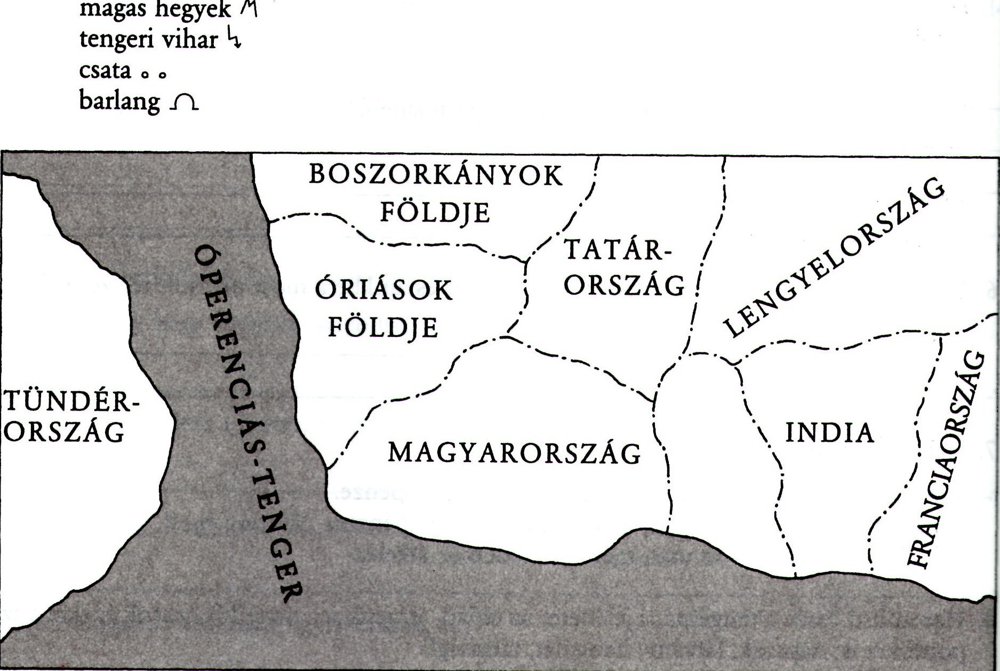 magas hegyek
tengeri vihar
csata
barlang
BOSZORKÁNYOK
FÖLDJE
TATÁR-
ORSZÁG
LENGYELORSZÁG
ÓPERENCIÁS-TENGER
ÓRIÁSOK
FÖLDJE
TÜNDÉR-
ORSZÁG
MAGYARORSZÁG
INDIA
FRANCIAORSZÁG